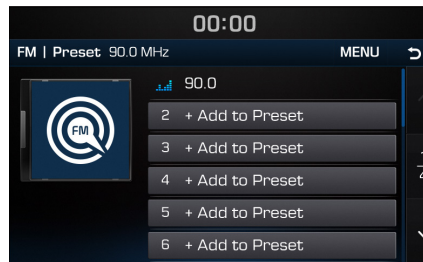 00:00
FM | Preset 90.0 MHz MENU
90.0
FM
2 + Add to Preset
3 + Add to Preset
4 + Add to Preset
5 + Add to Preset
6 + Add to Preset